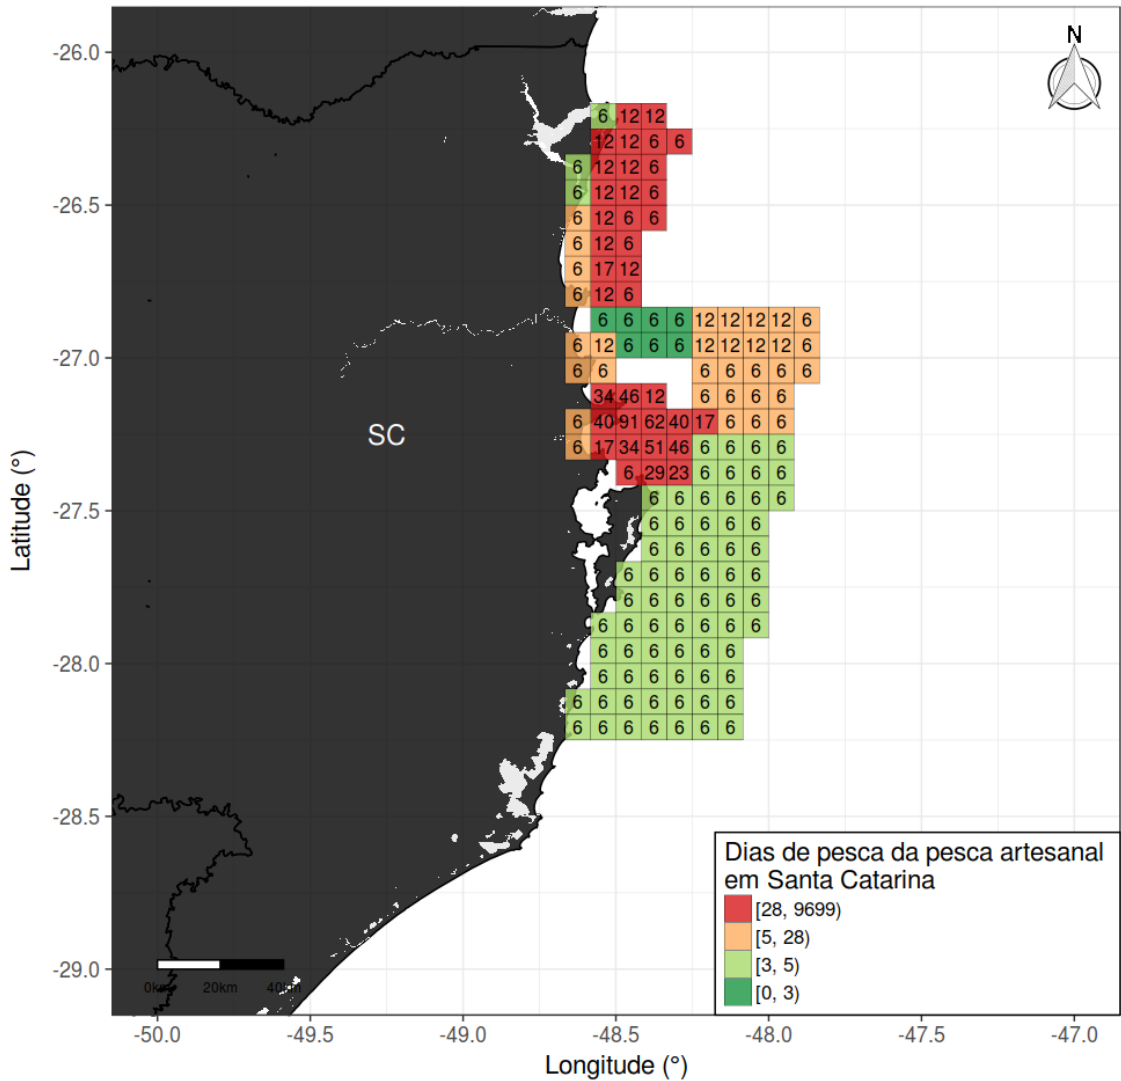 N
-26.0
6 12 12
12 12 6 6
6 12 12 6
6 12 12 6
-26.5
6 12 6 6
6 12 6
6 17 12
6 12 6
6 6 6 6 12 12 12 12 6
6 12 6 6 6 12 12 12 12 6
-27.0
6 6 6 6 6 6 6
34 46 12 6 6 6 6
6 40 91 62 40 17 6 6 6
SC
6 17 34 51 46 6 6 6 6
6 29 23 6 6 6 6
6 6 6 6 6 6
-27.5
6 6 6 6 6
6 6 6 6 6
6 6 6 6 6 6
6 6 6 6 6 6
6 6 6 6 6 6 6
6 6 6 6 6 6
-28.0
6 6 6 6 6 6
6 6 6 6 6 6 6
6 6 6 6 6 6 6
-28.5
-29.0
Latitude (°)
Dias de pesca da pesca artesanal
em Santa Catarina
[28, 9699)
[5, 28)
[3, 5)
[0, 3)
0km 20km 40km
-50.0 -49.5 -49.0 -48.5 -48.0 -47.5 -47.0
Longitude (°)